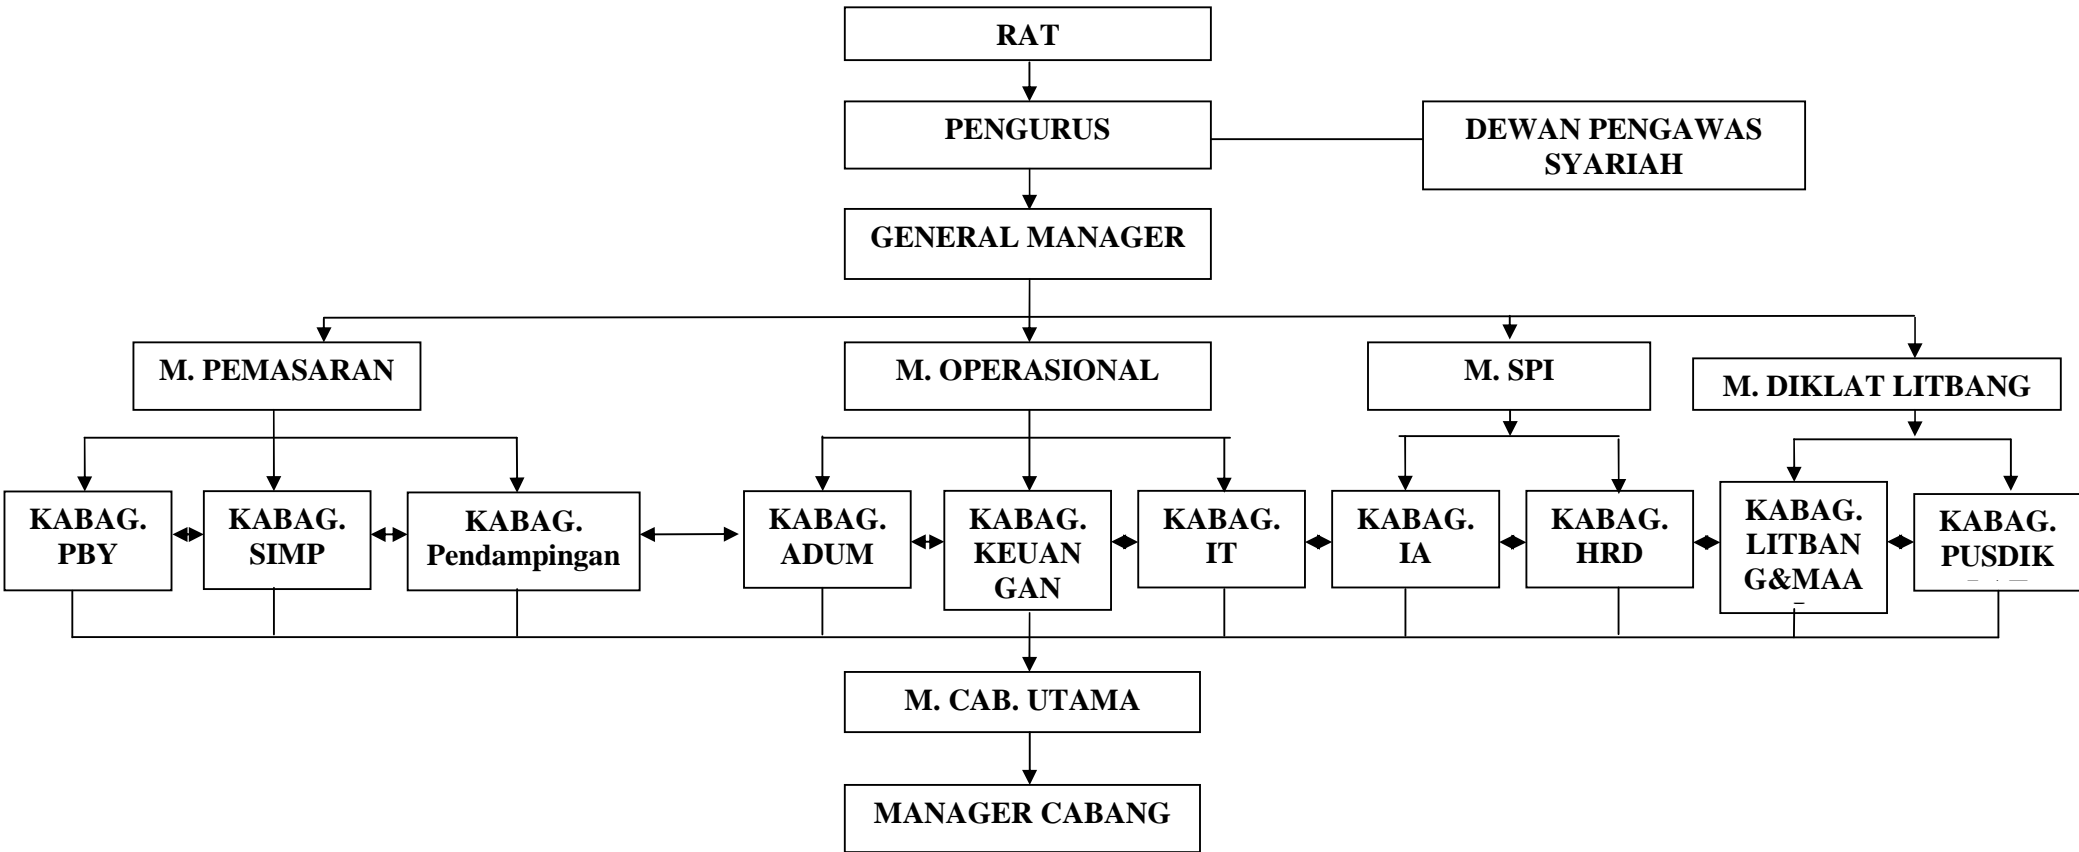 RAT
PENGURUS
DEWAN PENGAWAS
SYARIAH
GENERAL MANAGER
M. PEMASARAN
M. OPERASIONAL
M. SPI
M. DIKLAT LITBANG
KABAG.
PBY
KABAG.
SIMP
KABAG.
Pendampingan
KABAG.
ADUM
KABAG.
KEUAN
GAN
KABAG.
IT
KABAG.
IA
KABAG.
HRD
KABAG.
LITBAN
G&MAA
KABAG.
PUSDIK
M. CAB. UTAMA
MANAGER CABANG